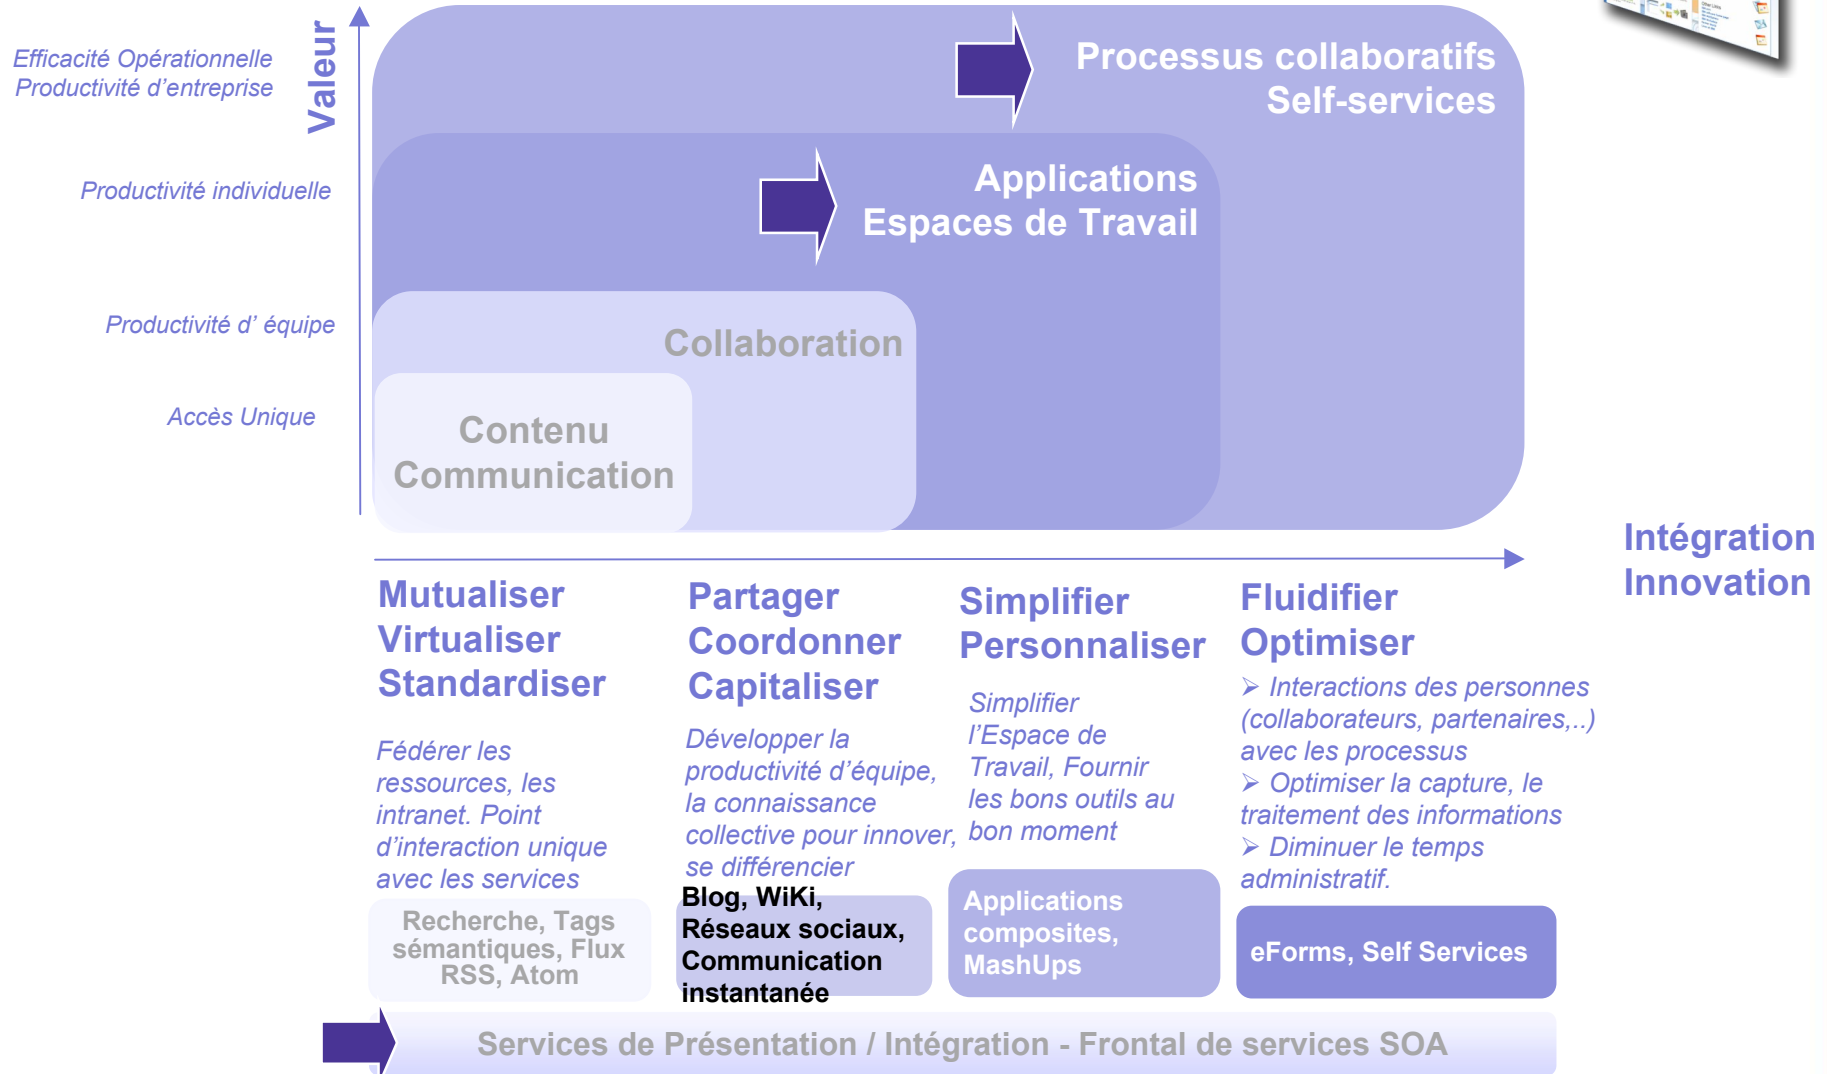 Valeur
Efficacité Opérationnelle
Productivité d'entreprise
Productivité individuelle
Productivité d' équipe
Accès Unique
Processus collaboratifs
Self-services
Applications
Espaces de Travail
Collaboration
Contenu
Communication
Intégration
Innovation
Mutualiser
Virtualiser
Standardiser
Fédérer les
ressources, les
intranet. Point
d'interaction unique
avec les services
Recherche, Tags
sémantiques, Flux
RSS, Atom
Partager
Coordonner
Capitaliser
Développer la
productivité d'équipe,
la connaissance
collective pour innover,
se différencier
Blog, WiKi,
Réseaux sociaux,
Communication
instantanée
Simplifier
Personnaliser
Simplifier
l'Espace de
Travail, Fournir
les bons outils au
bon moment
Applications
composites,
MashUps
Fluidifier
Optimiser
➢ Interactions des personnes
(collaborateurs, partenaires,..)
avec les processus
➢ Optimiser la capture, le
traitement des informations
➢ Diminuer le temps
administratif.
eForms, Self Services
Services de Présentation / Intégration - Frontal de services SOA